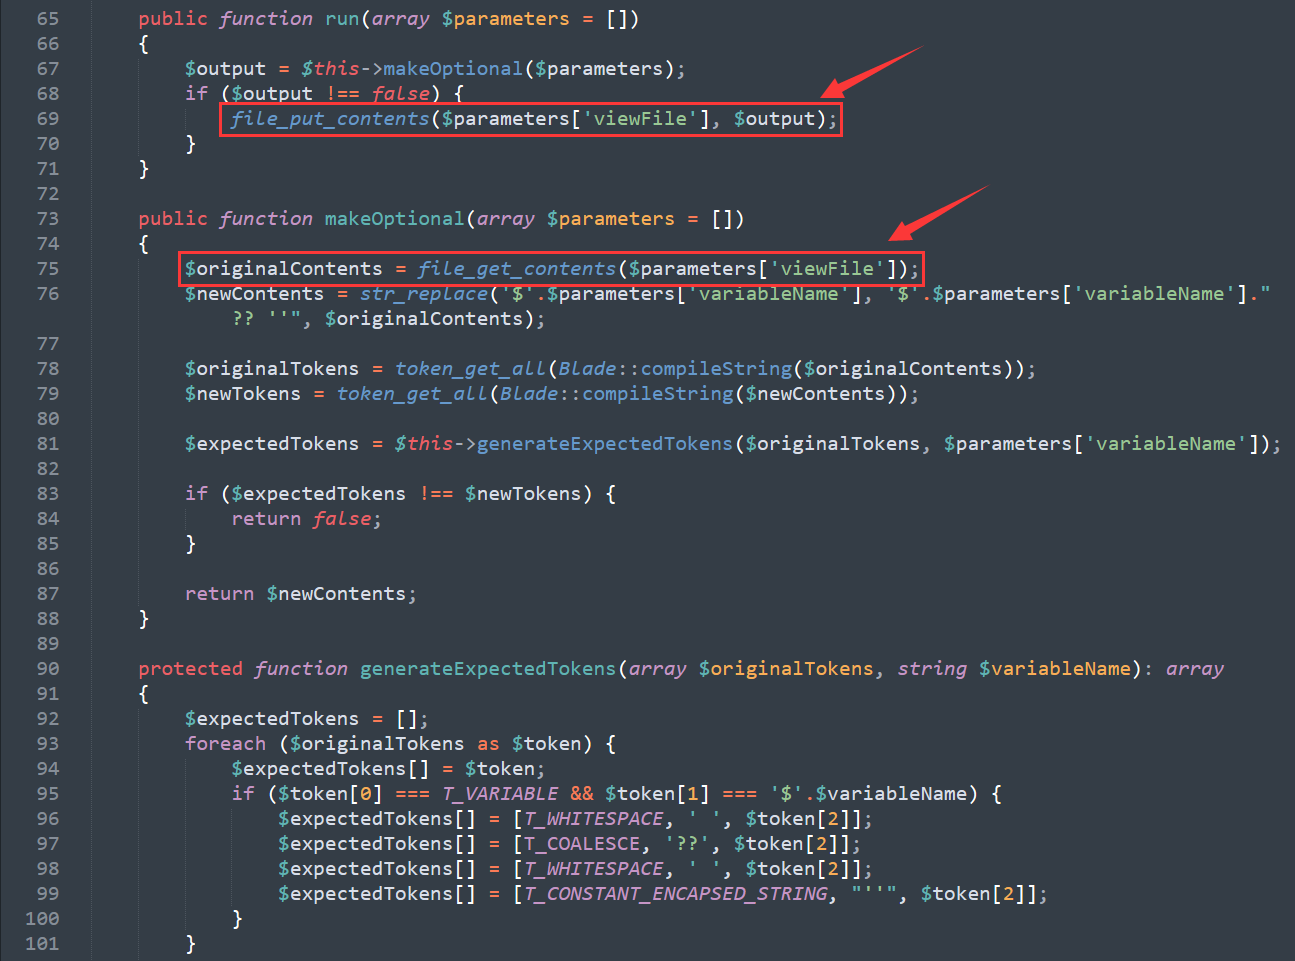 65 public function run(array $parameters = [])
66 {
67 $output = $this->makeOptional($parameters);
68 if ($output !== false) {
69 file_put_contents($parameters['viewFile'], $output);
70 }
71 }
72
73 public function makeOptional(array $parameters = [])
74 {
75 $originalContents = file_get_contents($parameters['viewFile']);
76 $newContents = str_replace('$'.$parameters['variableName'], '$'.$parameters['variableName']."
?? ''", $originalContents);
77
78 $originalTokens = token_get_all(Blade::compileString($originalContents));
79 $newTokens = token_get_all(Blade::compileString($newContents));
80
81 $expectedTokens = $this->generateExpectedTokens($originalTokens, $parameters['variableName']);
82
83 if ($expectedTokens !== $newTokens) {
84 return false;
85 }
86
87 return $newContents;
88 }
89
90 protected function generateExpectedTokens(array $originalTokens, string $variableName): array
91 {
92 $expectedTokens = [];
93 foreach ($originalTokens as $token) {
94 $expectedTokens[] = $token;
95 if ($token[0] === T_VARIABLE && $token[1] === '$'.$variableName) {
96 $expectedTokens[] = [T_WHITESPACE, ' ', $token[2]];
97 $expectedTokens[] = [T_COALESCE, '??', $token[2]];
98 $expectedTokens[] = [T_WHITESPACE, ' ', $token[2]];
99 $expectedTokens[] = [T_CONSTANT_ENCAPSED_STRING, "''", $token[2]];
100 }
101 }